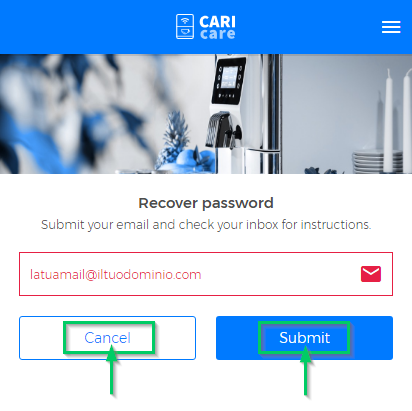 CARI
care
Recover password
Submit your email and check your inbox for instructions.
latuamail@iltuodominio.com
Cancel
Submit